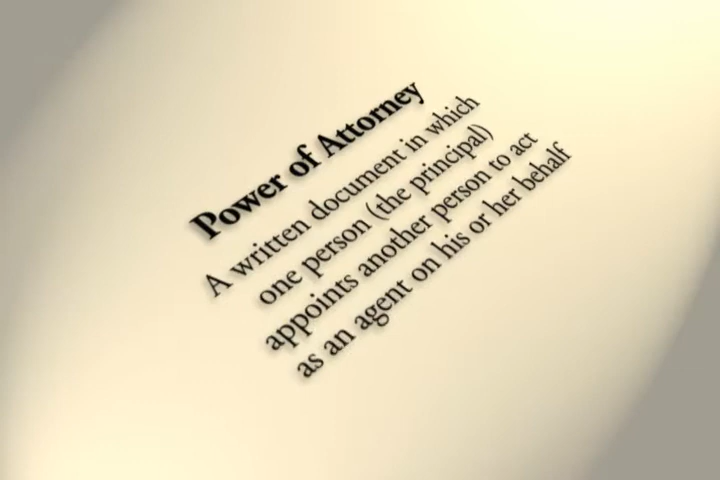 Power of Attorney
A written document in which
one person (the principal)
appoints another person to act
as an agent on his or her behalf